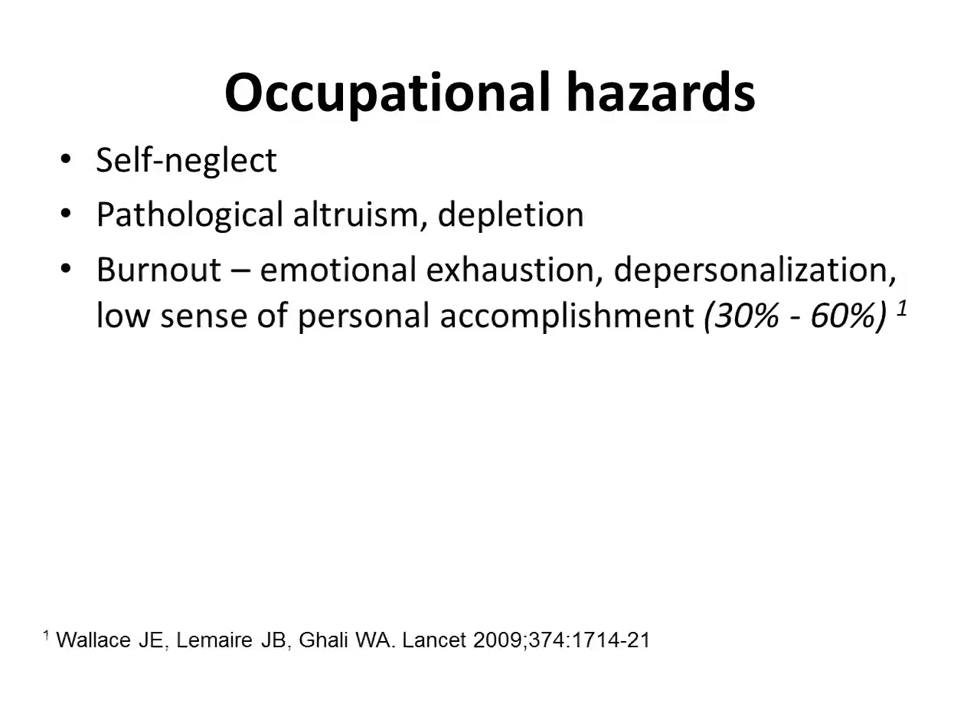 Occupational hazards
• Self-neglect
• Pathological altruism, depletion
• Burnout – emotional exhaustion, depersonalization,
low sense of personal accomplishment (30% - 60%) 1
1 Wallace JE, Lemaire JB, Ghali WA. Lancet 2009;374:1714-21